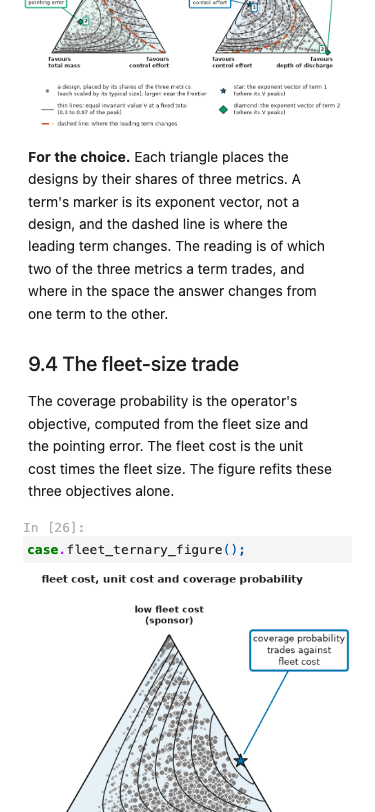 pointing error
control effort
1
2
2
favours
total mass
favours
control effort
favours
control effort
favours
depth of discharge
a design, placed by its shares of the three metrics
(each scaled by its typical size); larger: near the frontier
star: the exponent vector of term 1
(where its V peaks)
thin lines: equal invariant value V at a fixed total
(0.3 to 0.97 of the peak)
diamond: the exponent vector of term 2
(where its V peaks)
dashed line: where the leading term changes
For the choice. Each triangle places the
designs by their shares of three metrics. A
term's marker is its exponent vector, not a
design, and the dashed line is where the
leading term changes. The reading is of which
two of the three metrics a term trades, and
where in the space the answer changes from
one term to the other.
9.4 The fleet-size trade
The coverage probability is the operator's
objective, computed from the fleet size and
the pointing error. The fleet cost is the unit
cost times the fleet size. The figure refits these
three objectives alone.
In [26]:
case.fleet_ternary_figure();
fleet cost, unit cost and coverage probability
low fleet cost
(sponsor)
coverage probability
trades against
fleet cost